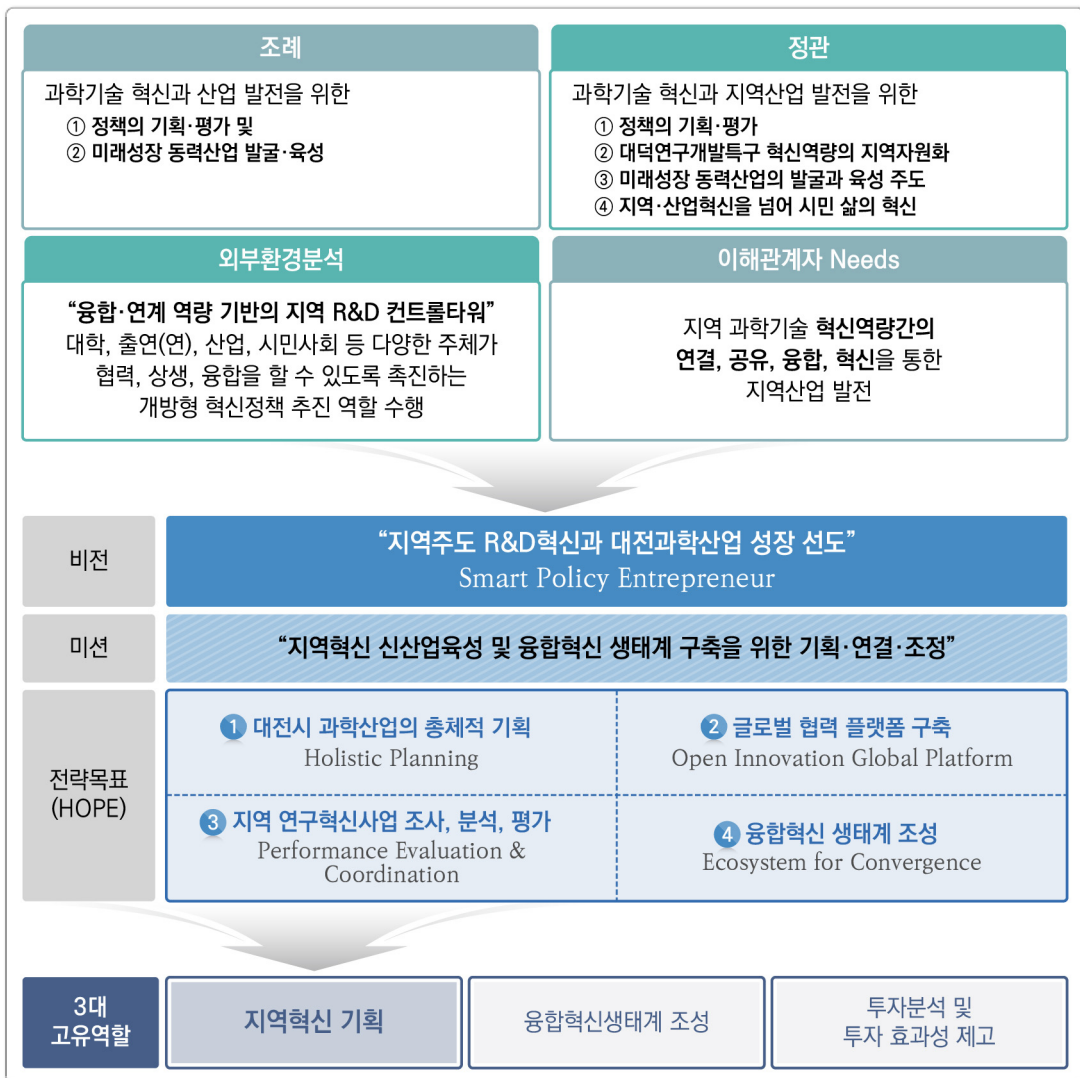 조례
과학기술 혁신과 산업 발전을 위한
① 정책의 기획·평가 및
② 미래성장 동력산업 발굴·육성
정관
과학기술 혁신과 지역산업 발전을 위한
① 정책의 기획·평가
② 대덕연구개발특구 혁신역량의 지역자원화
③ 미래성장 동력산업의 발굴과 육성 주도
④ 지역·산업혁신을 넘어 시민 삶의 혁신
외부환경분석
“융합·연계 역량 기반의 지역 R&D 컨트롤타워”
대학, 출연(연), 산업, 시민사회 등 다양한 주체가
협력, 상생, 융합을 할 수 있도록 촉진하는
개방형 혁신정책 추진 역할 수행
이해관계자 Needs
지역 과학기술 혁신역량간의
연결, 공유, 융합, 혁신을 통한
지역산업 발전
비전
“지역주도 R&D혁신과 대전과학산업 성장 선도”
Smart Policy Entrepreneur
미션
“지역혁신 신산업육성 및 융합혁신 생태계 구축을 위한 기획·연결·조정”
전략목표
(HOPE)
1 대전시 과학산업의 총체적 기획
Holistic Planning
2 글로벌 협력 플랫폼 구축
Open Innovation Global Platform
3 지역 연구혁신사업 조사, 분석, 평가
Performance Evaluation &
Coordination
4 융합혁신 생태계 조성
Ecosystem for Convergence
3대
고유역할
지역혁신 기획
융합혁신생태계 조성
투자분석 및
투자 효과성 제고